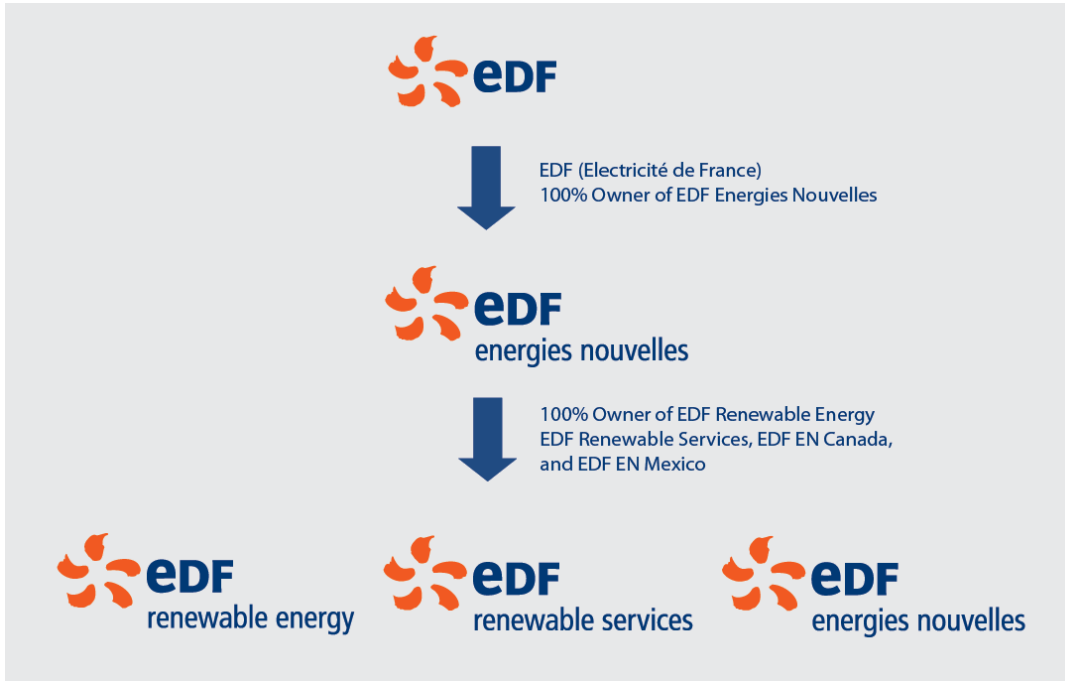 eDF
EDF (Electricité de France)
100% Owner of EDF Energies Nouvelles
eDF
energies nouvelles
100% Owner of EDF Renewable Energy
EDF Renewable Services, EDF EN Canada,
and EDF EN Mexico
eDF
renewable energy
eDF
renewable services
eDF
energies nouvelles